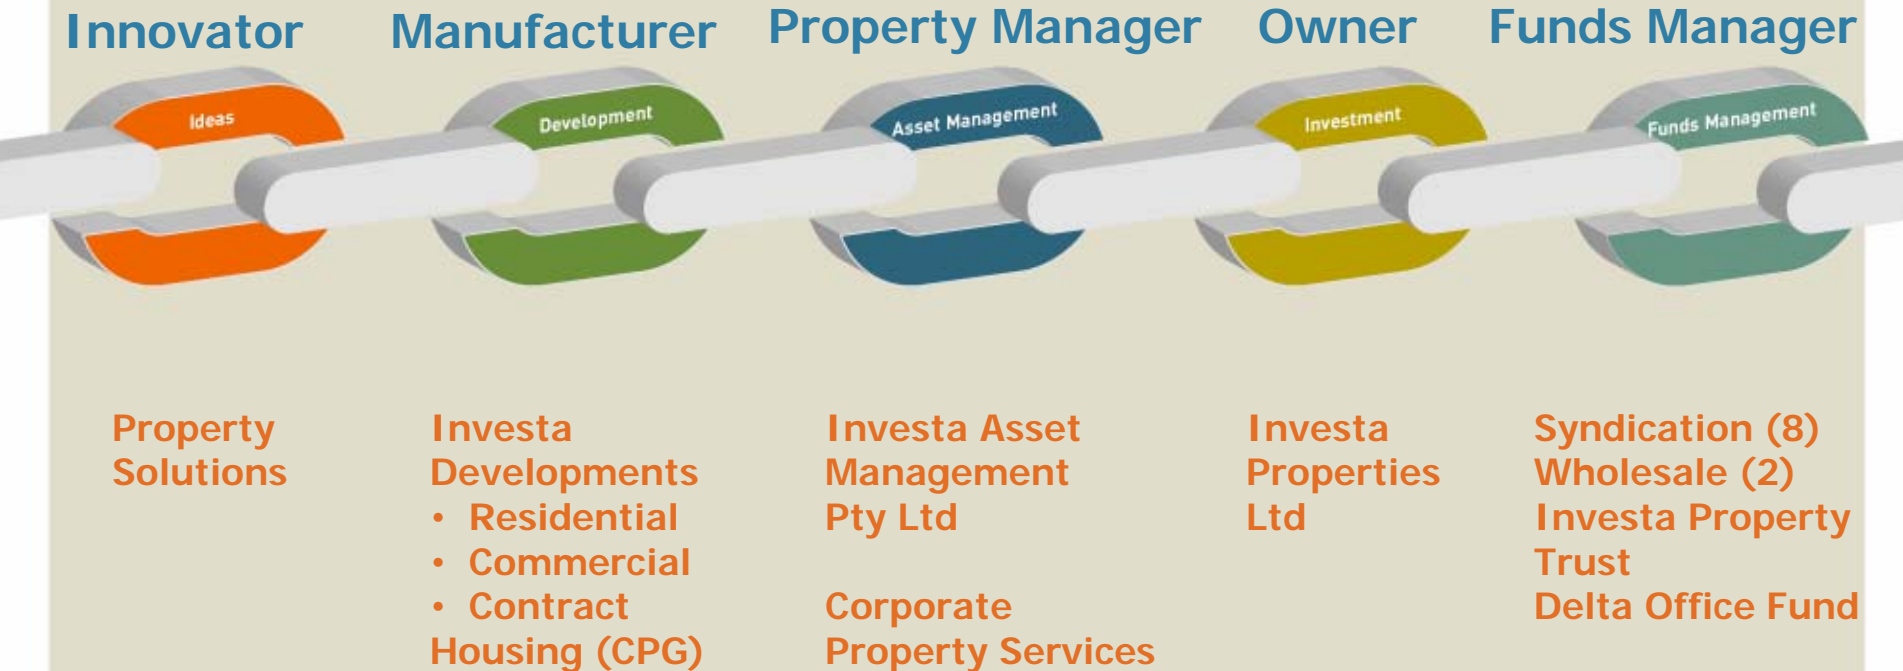 Innovator
Manufacturer
Property Manager
Owner
Funds Manager
Ideas
Development
Asset Management
Investment
Funds Management
Property
Solutions
Investa
Developments
• Residential
• Commercial
• Contract
Housing (CPG)
Investa Asset
Management
Pty Ltd
Corporate
Property Services
Investa
Properties
Ltd
Syndication (8)
Wholesale (2)
Investa Property
Trust
Delta Office Fund